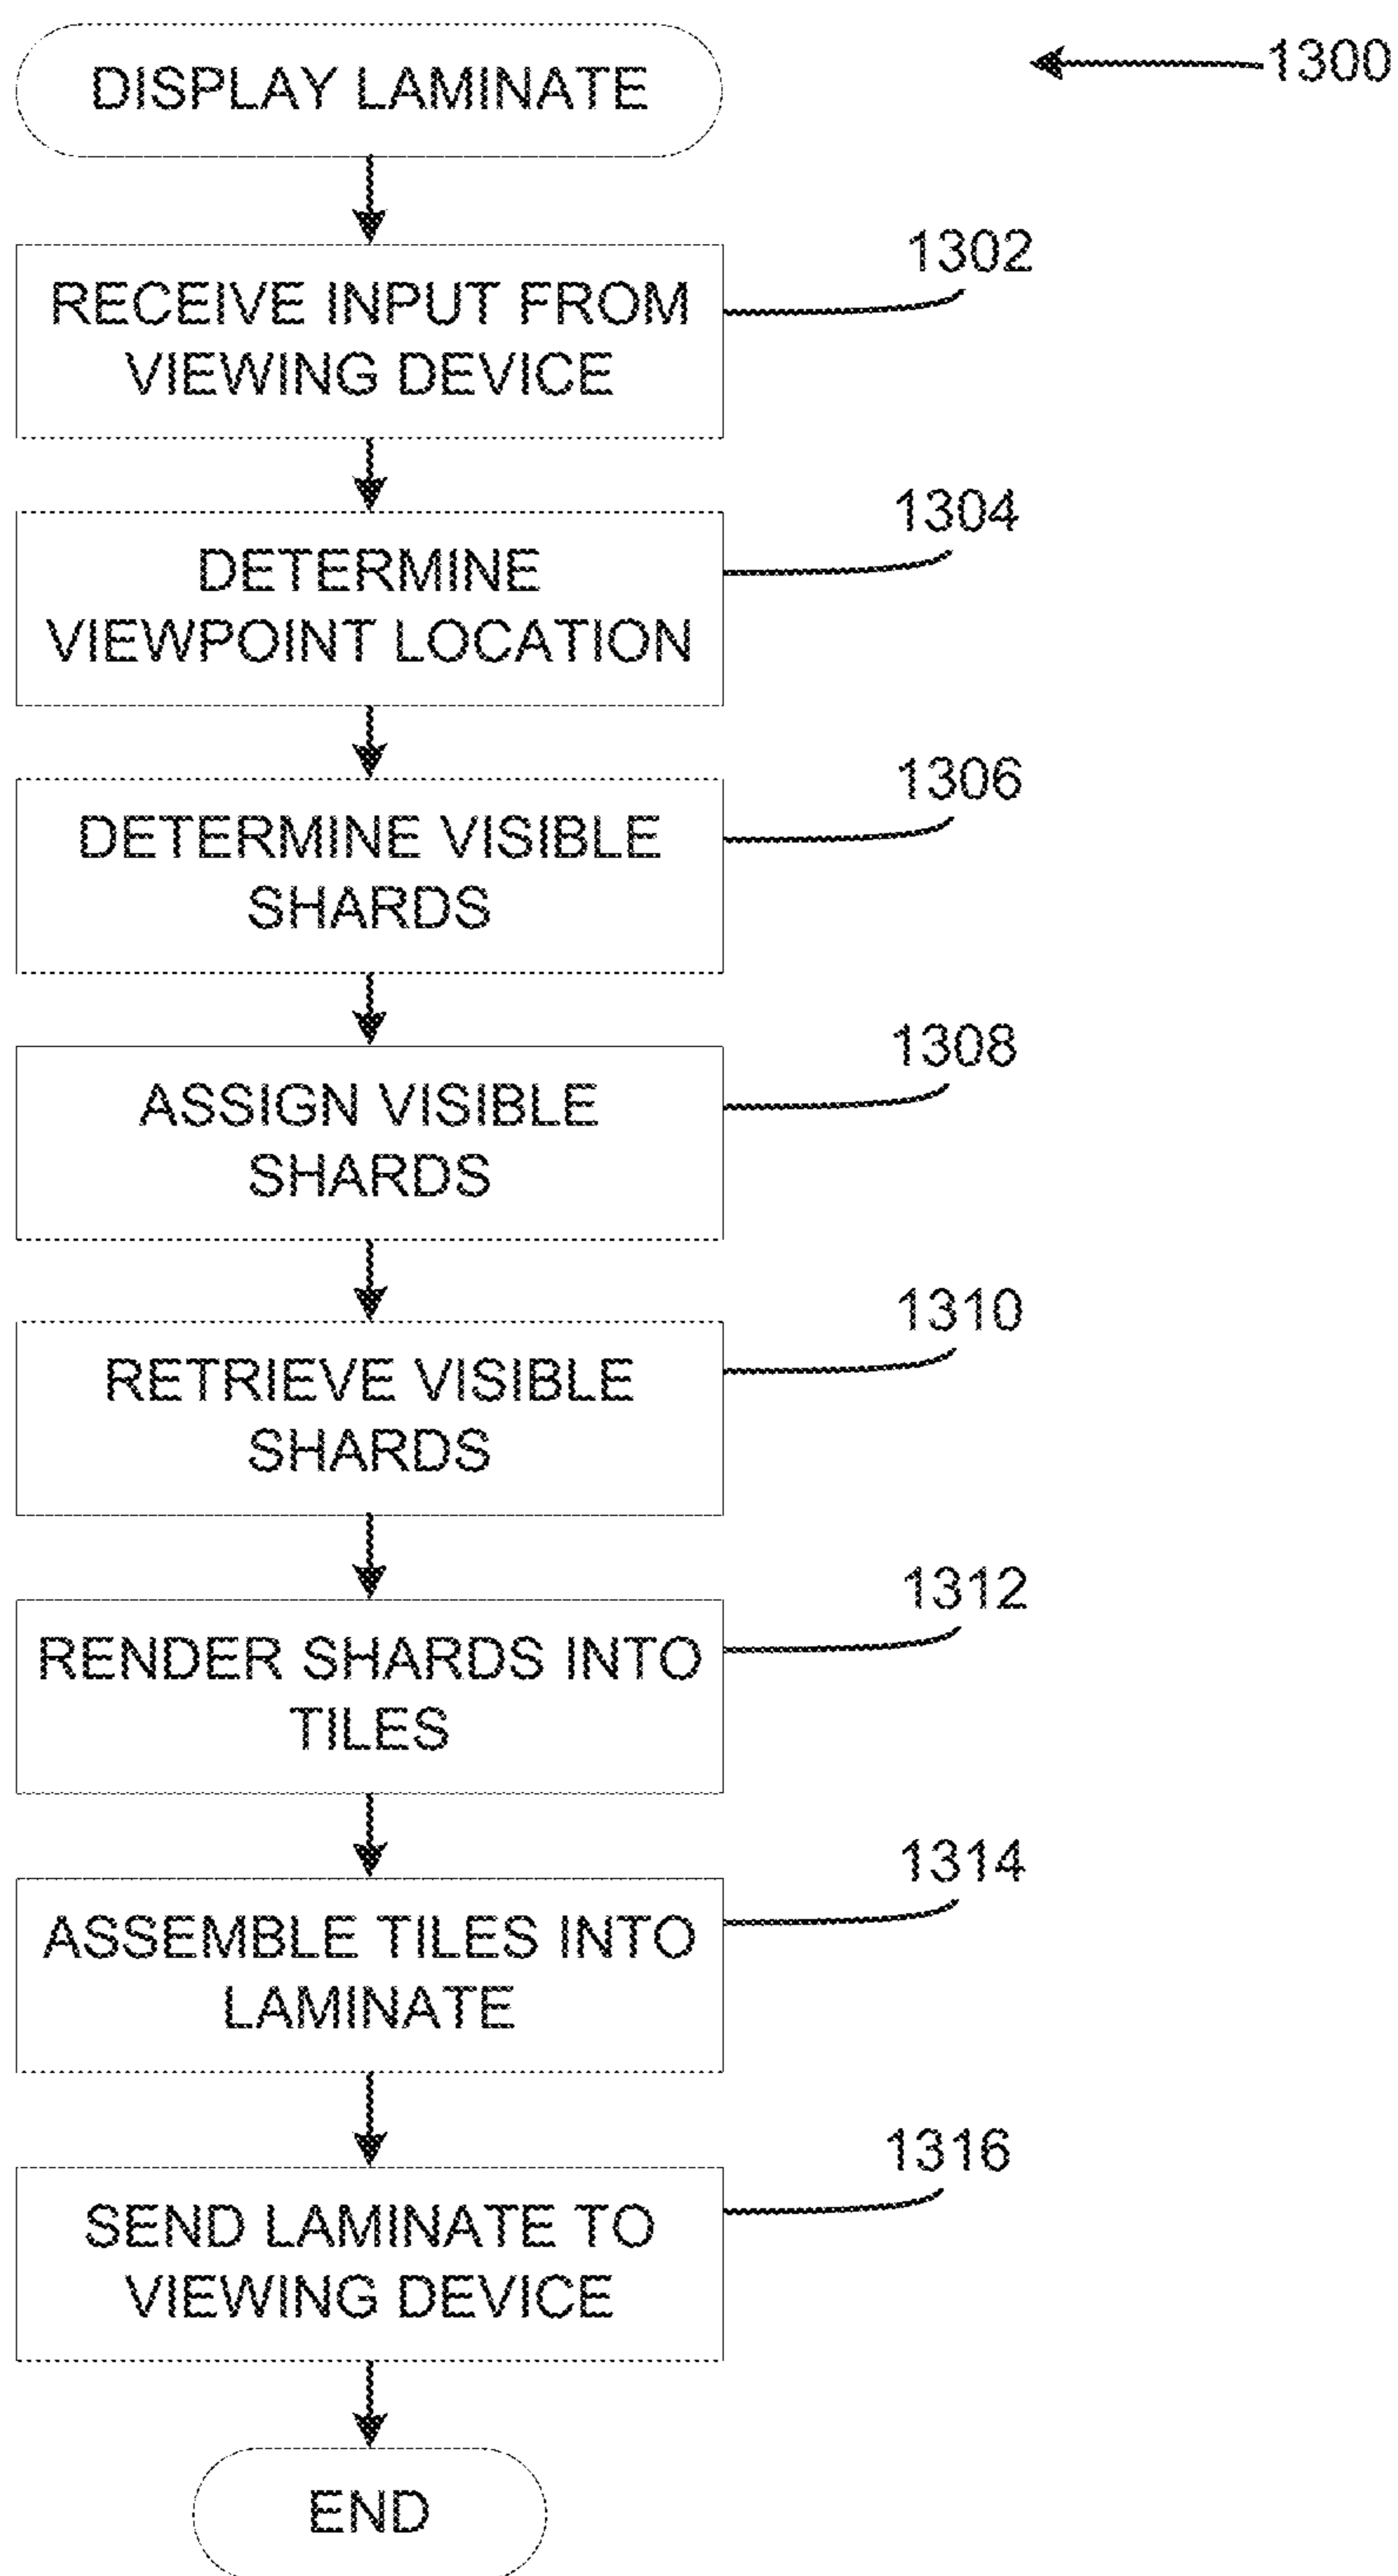 DISPLAY LAMINATE
1300
RECEIVE INPUT FROM
VIEWING DEVICE
1302
DETERMINE
VIEWPOINT LOCATION
1304
DETERMINE VISIBLE
SHARDS
1306
ASSIGN VISIBLE
SHARDS
1308
RETRIEVE VISIBLE
SHARDS
1310
RENDER SHARDS INTO
TILES
1312
ASSEMBLE TILES INTO
LAMINATE
1314
SEND LAMINATE TO
VIEWING DEVICE
1316
END